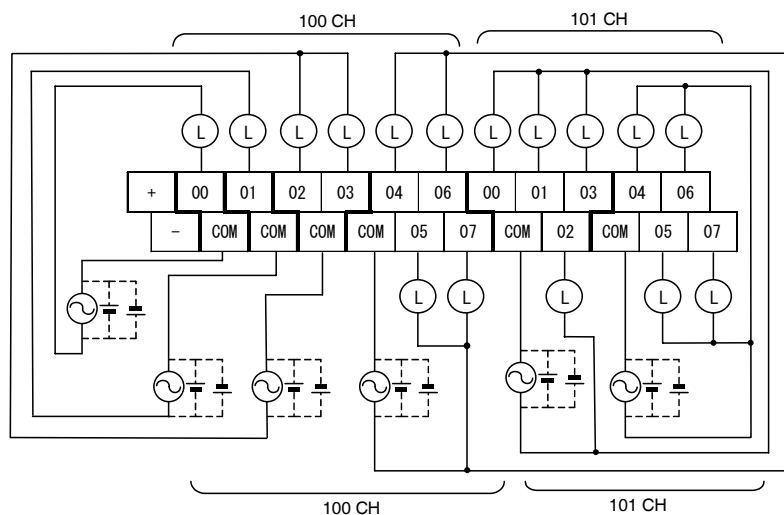 100 CH 101 CH
L L L L L L L L L L L
+ 00 01 02 03 04 06 00 01 03 04 06
- COM COM COM COM 05 07 COM 02 COM 05 07
L L L L L
100 CH 101 CH